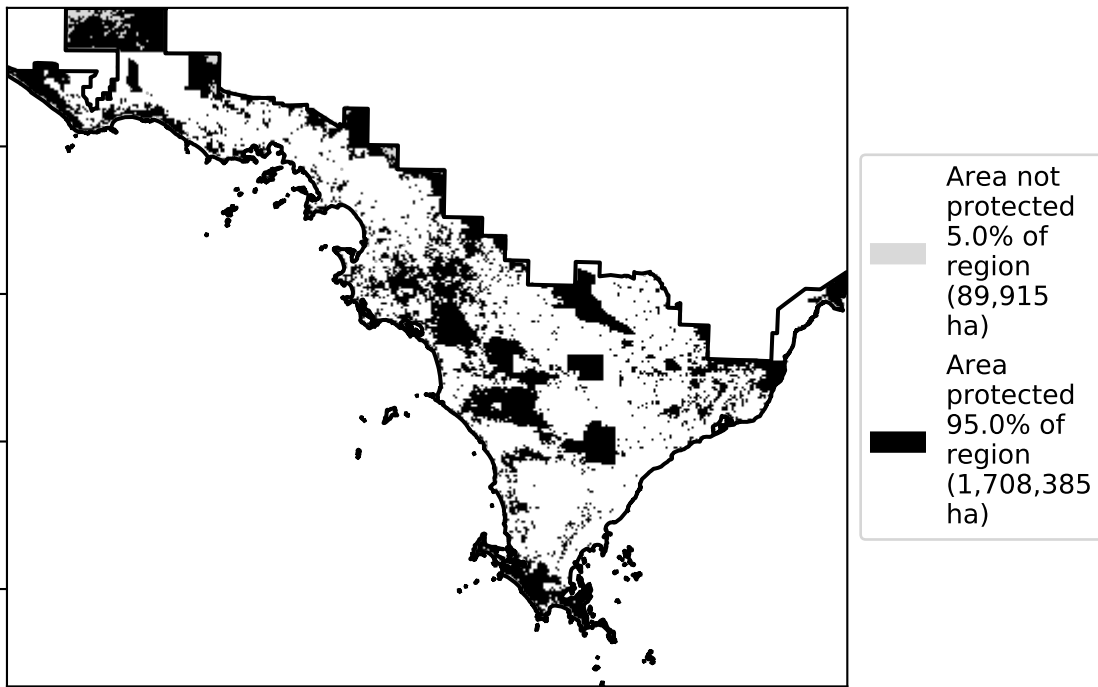 Area not
protected
5.0% of
region
(89,915
ha)
Area
protected
95.0% of
region
(1,708,385
ha)